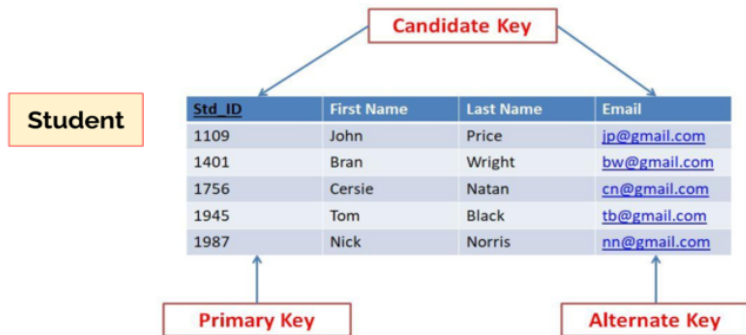 Candidate Key
Student
Std_ID First Name Last Name Email
1109 John Price jp@gmail.com
1401 Bran Wright bw@gmail.com
1756 Cersie Natan cn@gmail.com
1945 Tom Black tb@gmail.com
1987 Nick Norris nn@gmail.com
Primary Key Alternate Key